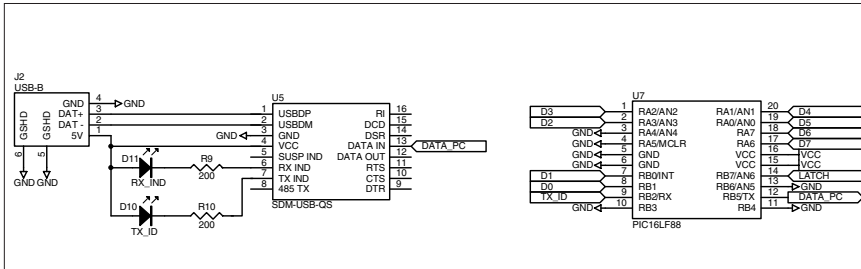 J2
USB-B
GND 4 GND
DAT+ 3
DAT - 2
5V 1
GSHD GSHD
6 5
GND GND
D11 R9
RX_IND 200
D10 R10
TX_ID 200
U5
1 USBDP RI 16
2 USBDM DCD 15
GND 3 GND DSR 14
4 VCC DATA IN 13 DATA_PC
5 SUSP IND DATA OUT 12
6 RX IND RTS 11
7 TX IND CTS 10
8 485 TX DTR 9
SDM-USB-QS
U7
D3 1 RA2/AN2 RA1/AN1 20 D4
D2 2 RA3/AN3 RA0/AN0 19 D5
GND 3 RA4/AN4 RA7 18 D6
GND 4 RA5/MCLR RA6 17 D7
GND 5 GND VCC 16 VCC
GND 6 GND VCC 15 VCC
D1 7 RB0/INT RB7/AN6 14 LATCH
D0 8 RB1 RB6/AN5 13 GND
TX_ID 9 RB2/RX RB5/TX 12 DATA_PC
GND 10 RB3 RB4 11 GND
PIC16LF88